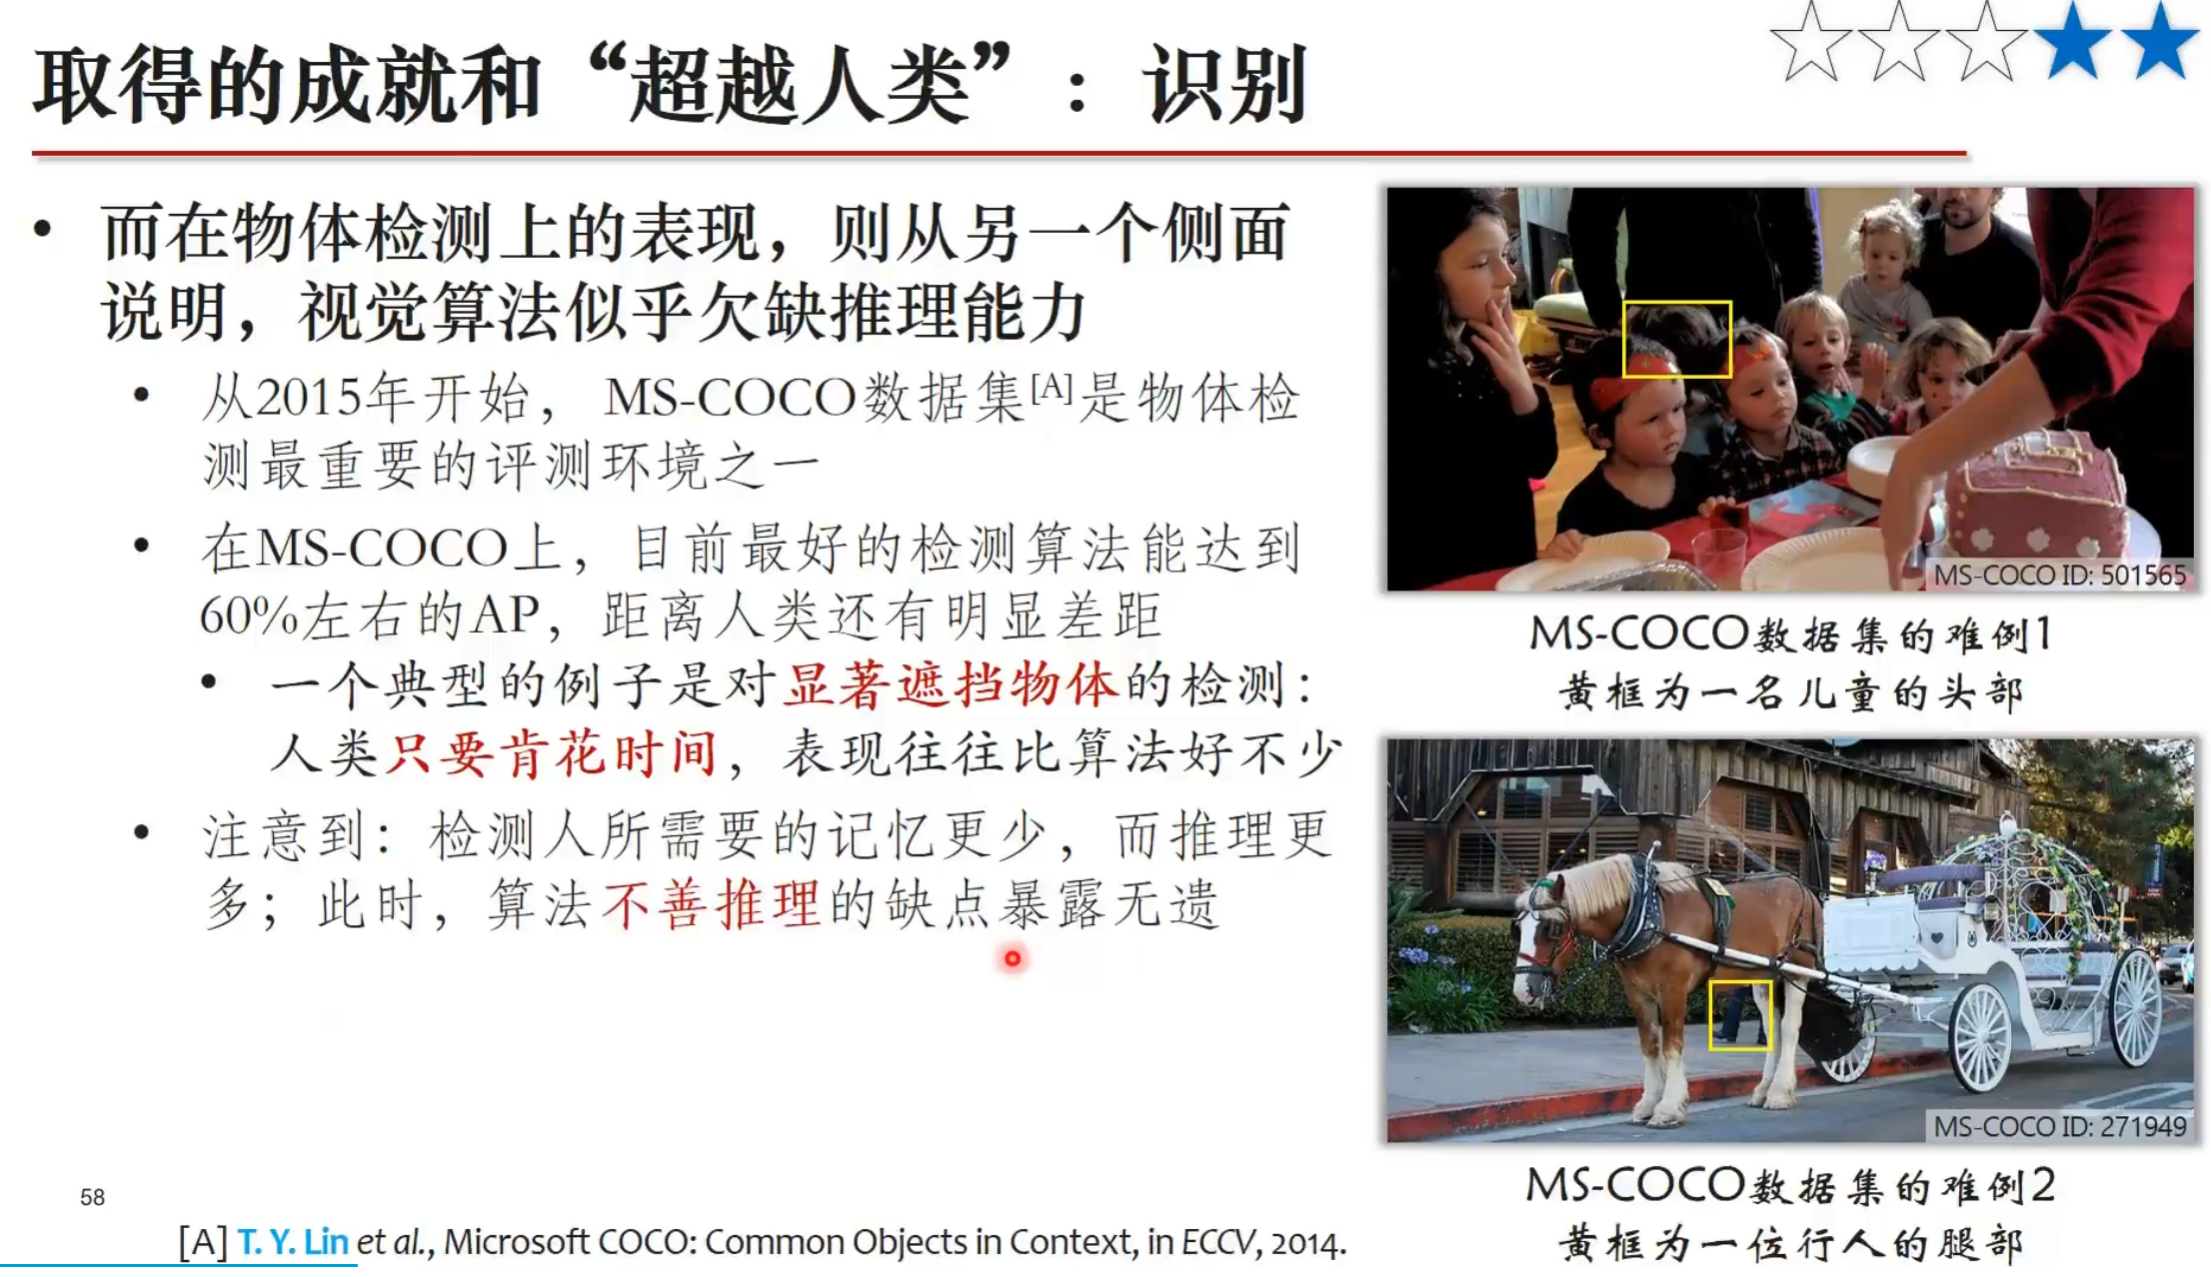 取得的成就和“超越人类”：识别
• 而在物体检测上的表现，则从另一个侧面
说明，视觉算法似乎欠缺推理能力
• 从2015年开始，MS-COCO数据集[A]是物体检
测最重要的评测环境之一
• 在MS-COCO上，目前最好的检测算法能达到
60%左右的AP，距离人类还有明显差距
• 一个典型的例子是对显著遮挡物体的检测：
人类只要肯花时间，表现往往比算法好不少
• 注意到：检测人所需要的记忆更少，而推理更
多；此时，算法不善推理的缺点暴露无遗
MS-COCO ID: 501565
MS-COCO数据集的难例1
黄框为一名儿童的头部
MS-COCO ID: 271949
MS-COCO数据集的难例2
黄框为一位行人的腿部
58
[A] T. Y. Lin et al., Microsoft COCO: Common Objects in Context, in ECCV, 2014.